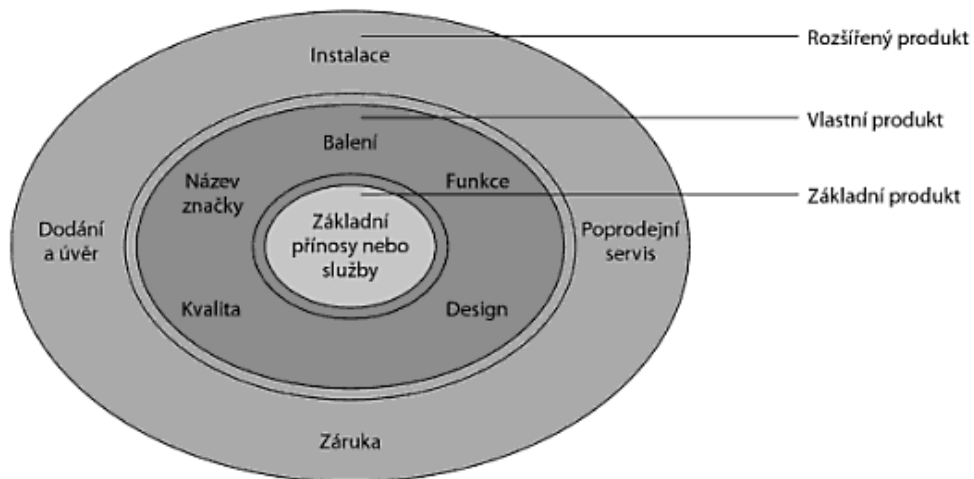 Instalace
Rozšířený produkt
Vlastní produkt
Balení
Název
značky
Funkce
Základní produkt
Dodání
a úvěr
Základní
přínosy nebo
služby
Poprodejní
servis
Kvalita
Design
Záruka